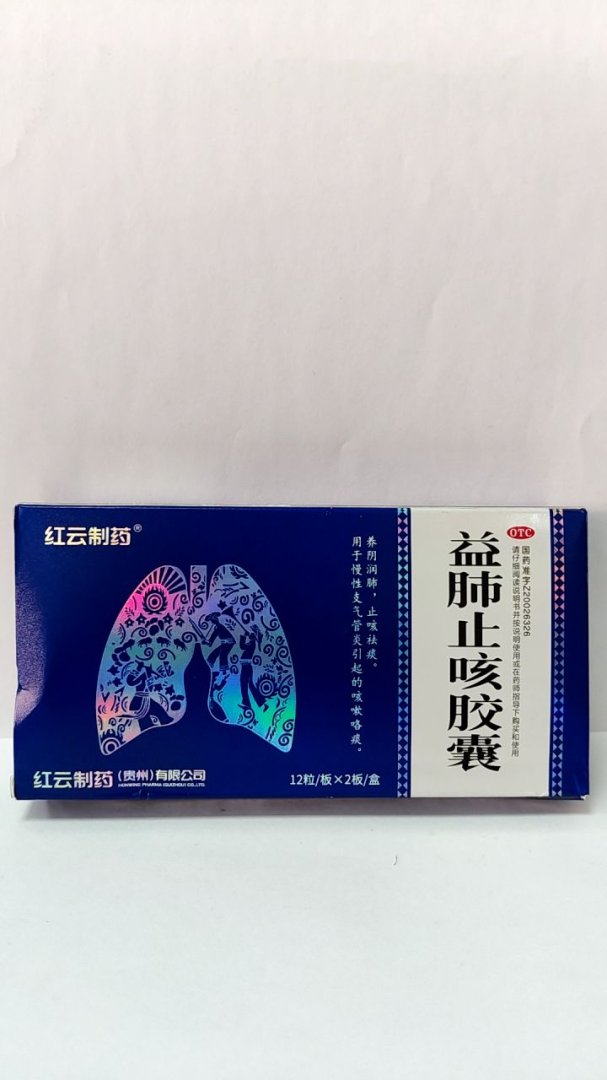 红云制药®
养阴润肺，止咳祛痰。
用于慢性支气管炎引起的咳嗽咯痰。
红云制药(贵州)有限公司
HONWING PHARMA (GUIZHOU) CO.,LTD.
12粒/板×2板/盒
OTC
国药准字Z20026326
请仔细阅读说明书并按说明使用或在药师指导下购买和使用
益肺止咳胶囊